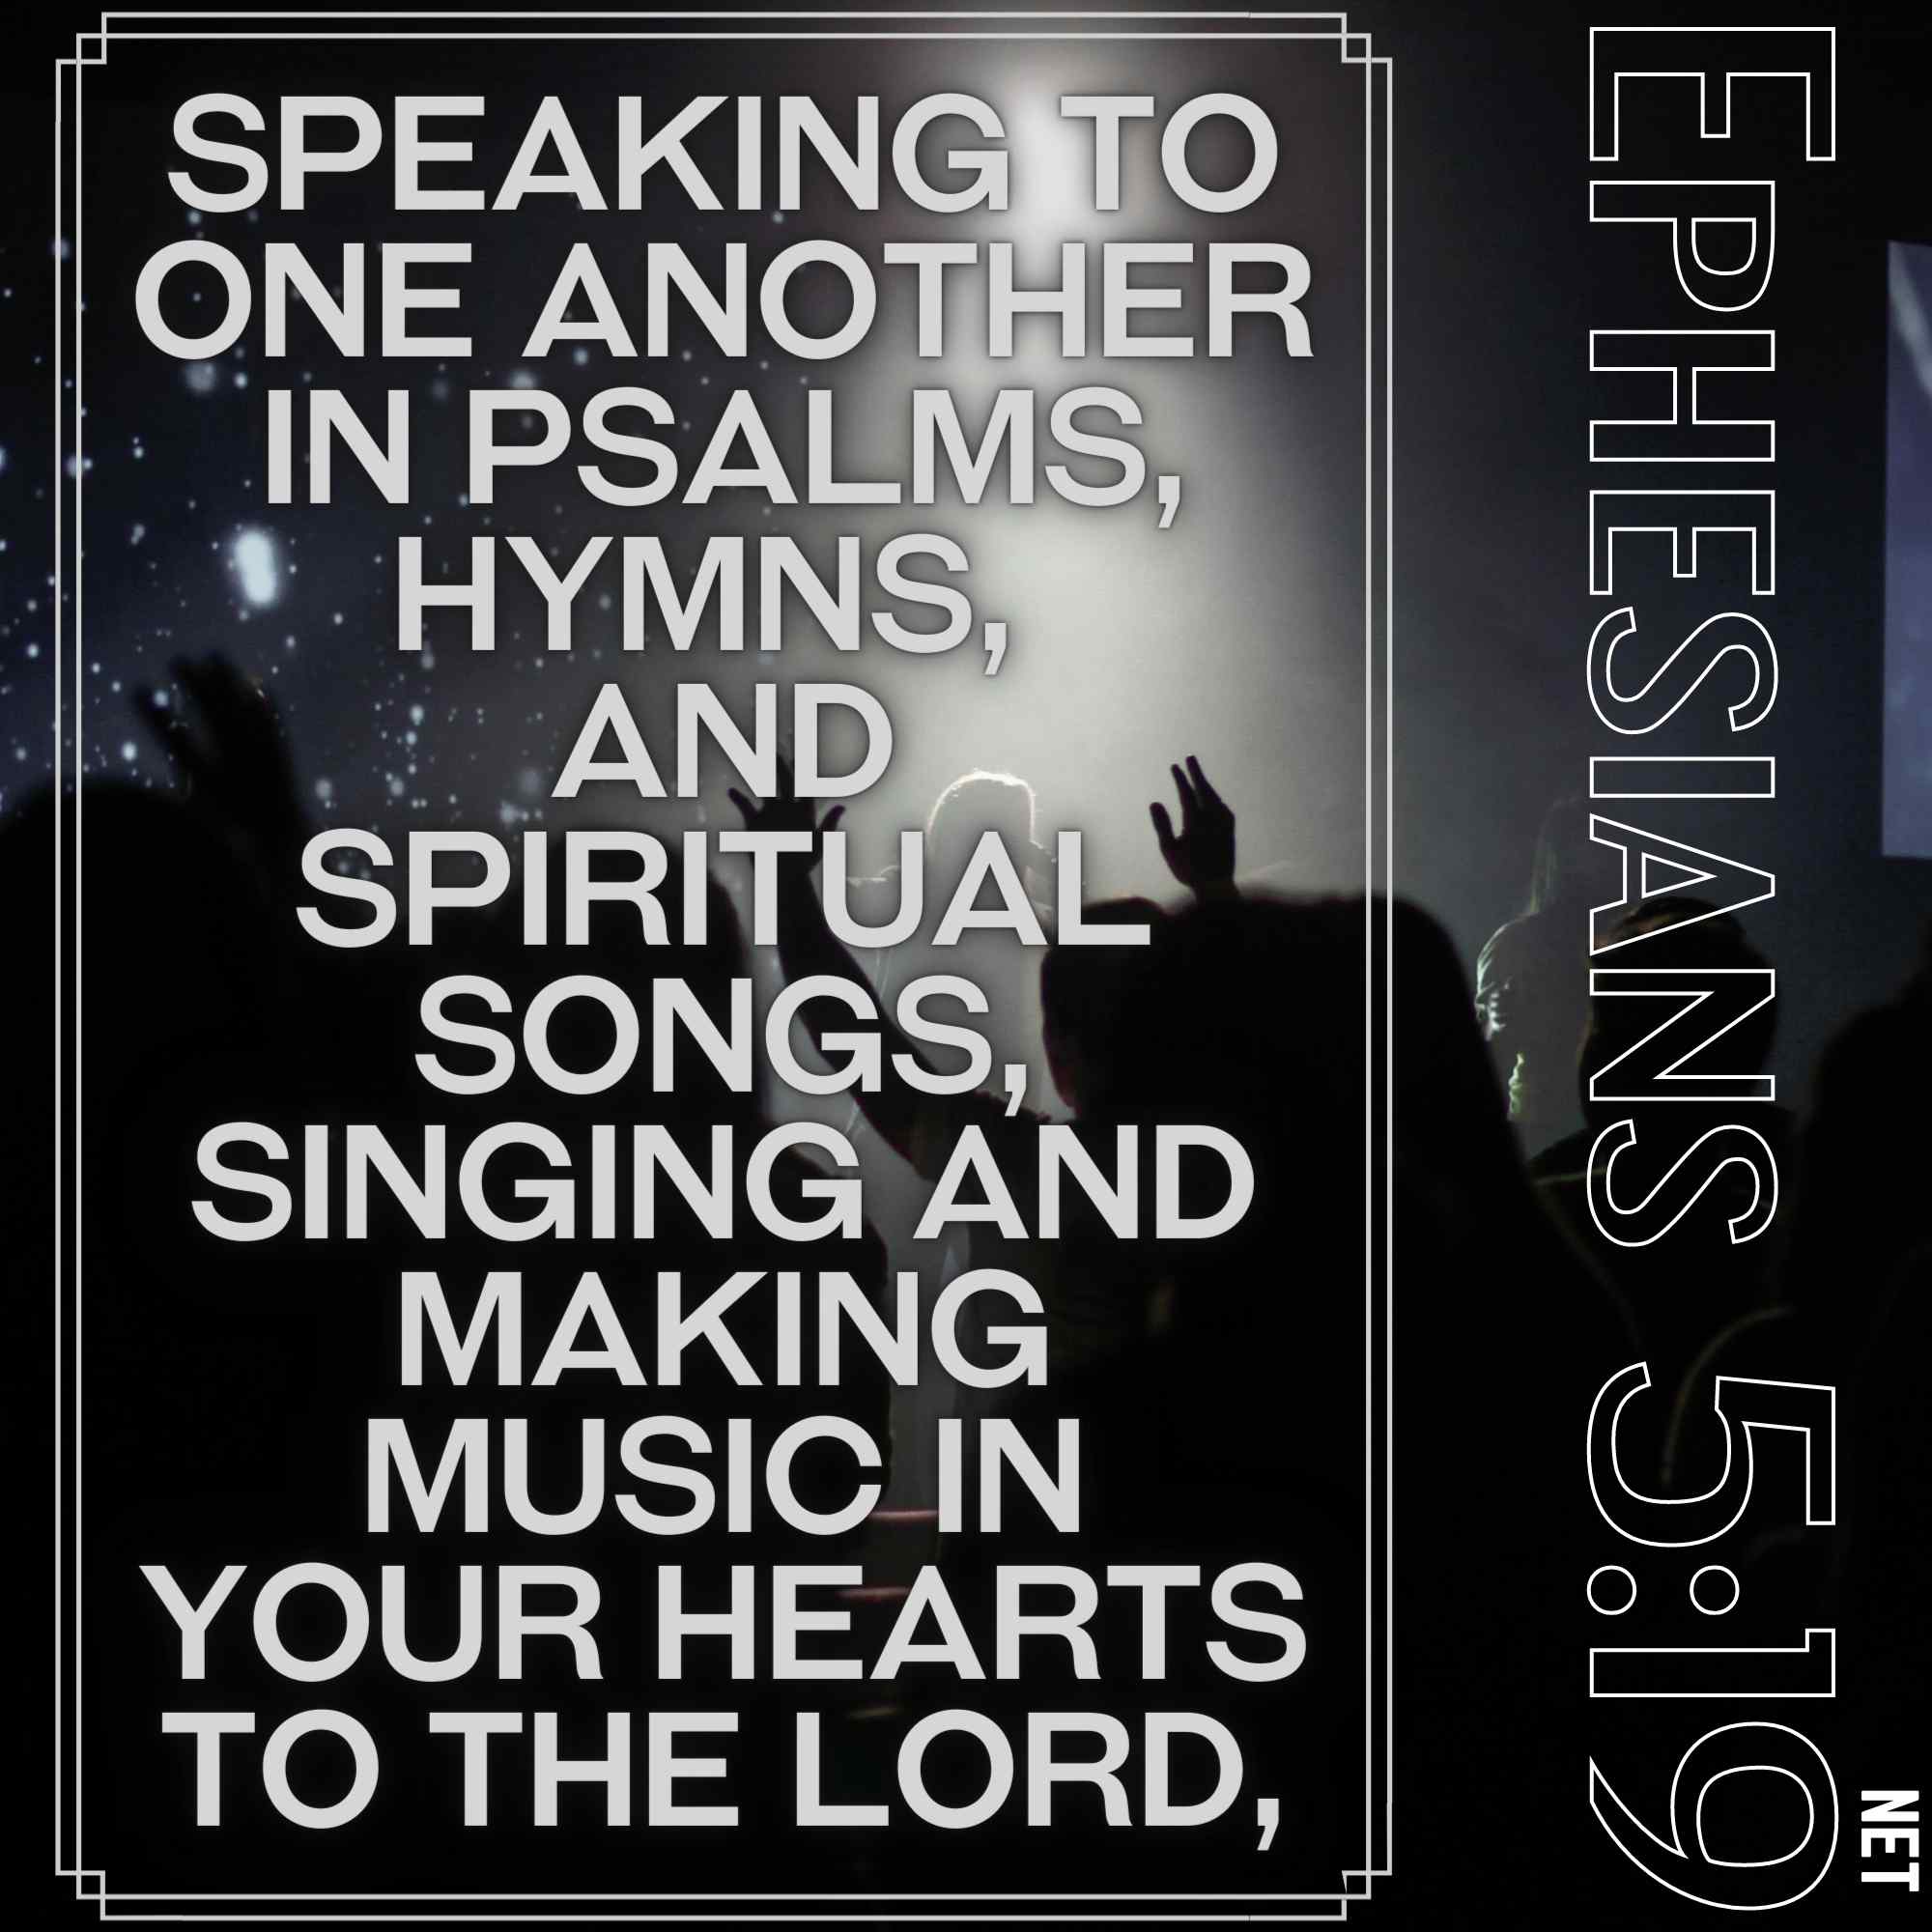 SPEAKING TO
ONE ANOTHER
IN PSALMS,
HYMNS,
AND
SPIRITUAL
SONGS,
SINGING AND
MAKING
MUSIC IN
YOUR HEARTS
TO THE LORD,
EPHESIANS 5:19
NET